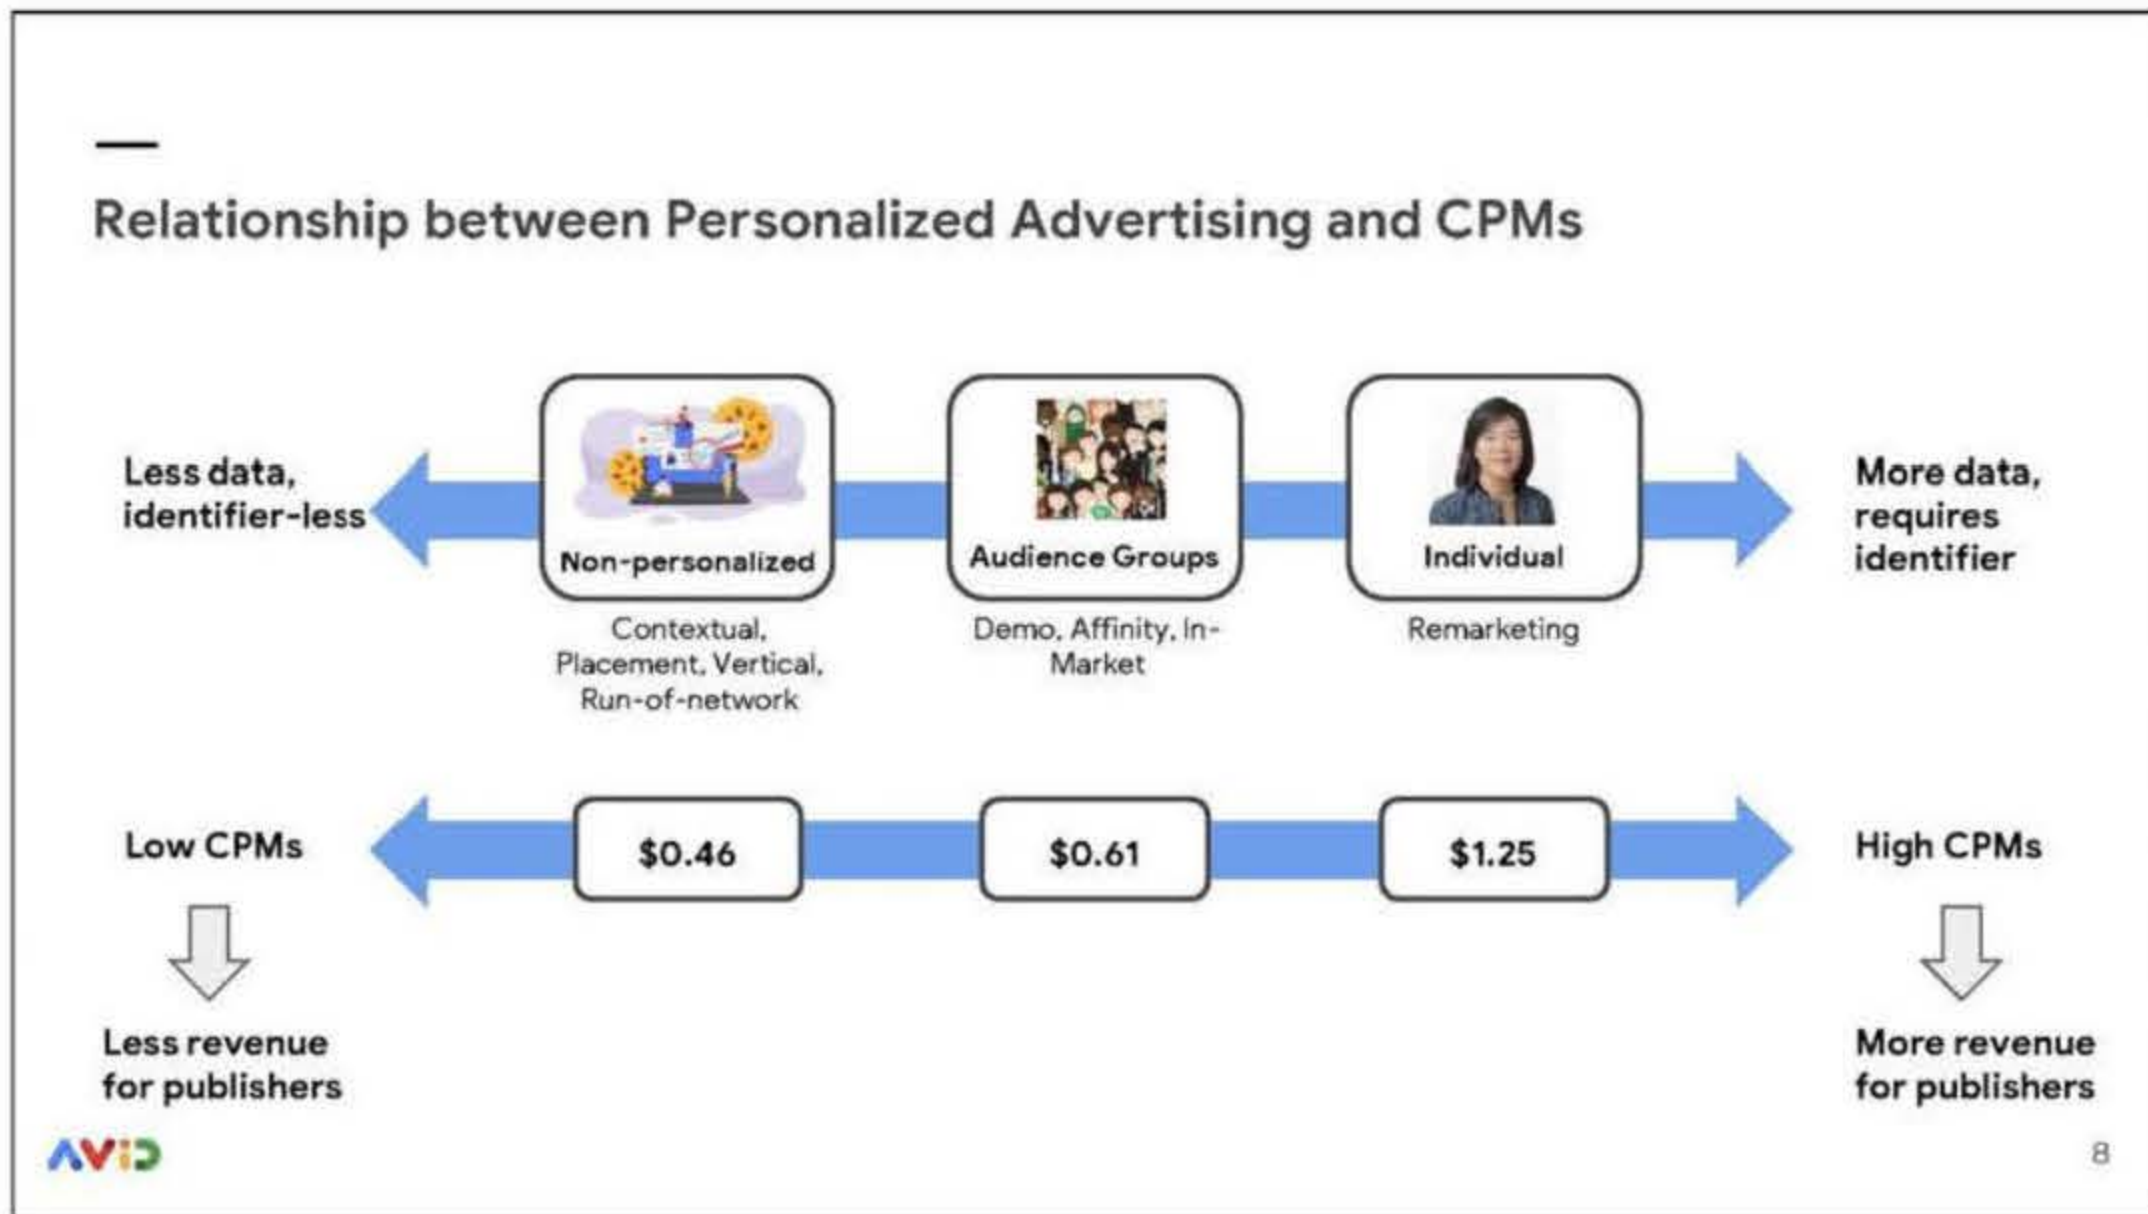 Relationship between Personalized Advertising and CPMs
Less data,
identifier-less
Non-personalized
Contextual,
Placement, Vertical,
Run-of-network
Audience Groups
Demo, Affinity, In-
Market
Individual
Remarketing
More data,
requires
identifier
Low CPMs
$0.46
$0.61
$1.25
High CPMs
Less revenue
for publishers
More revenue
for publishers
AViD
8